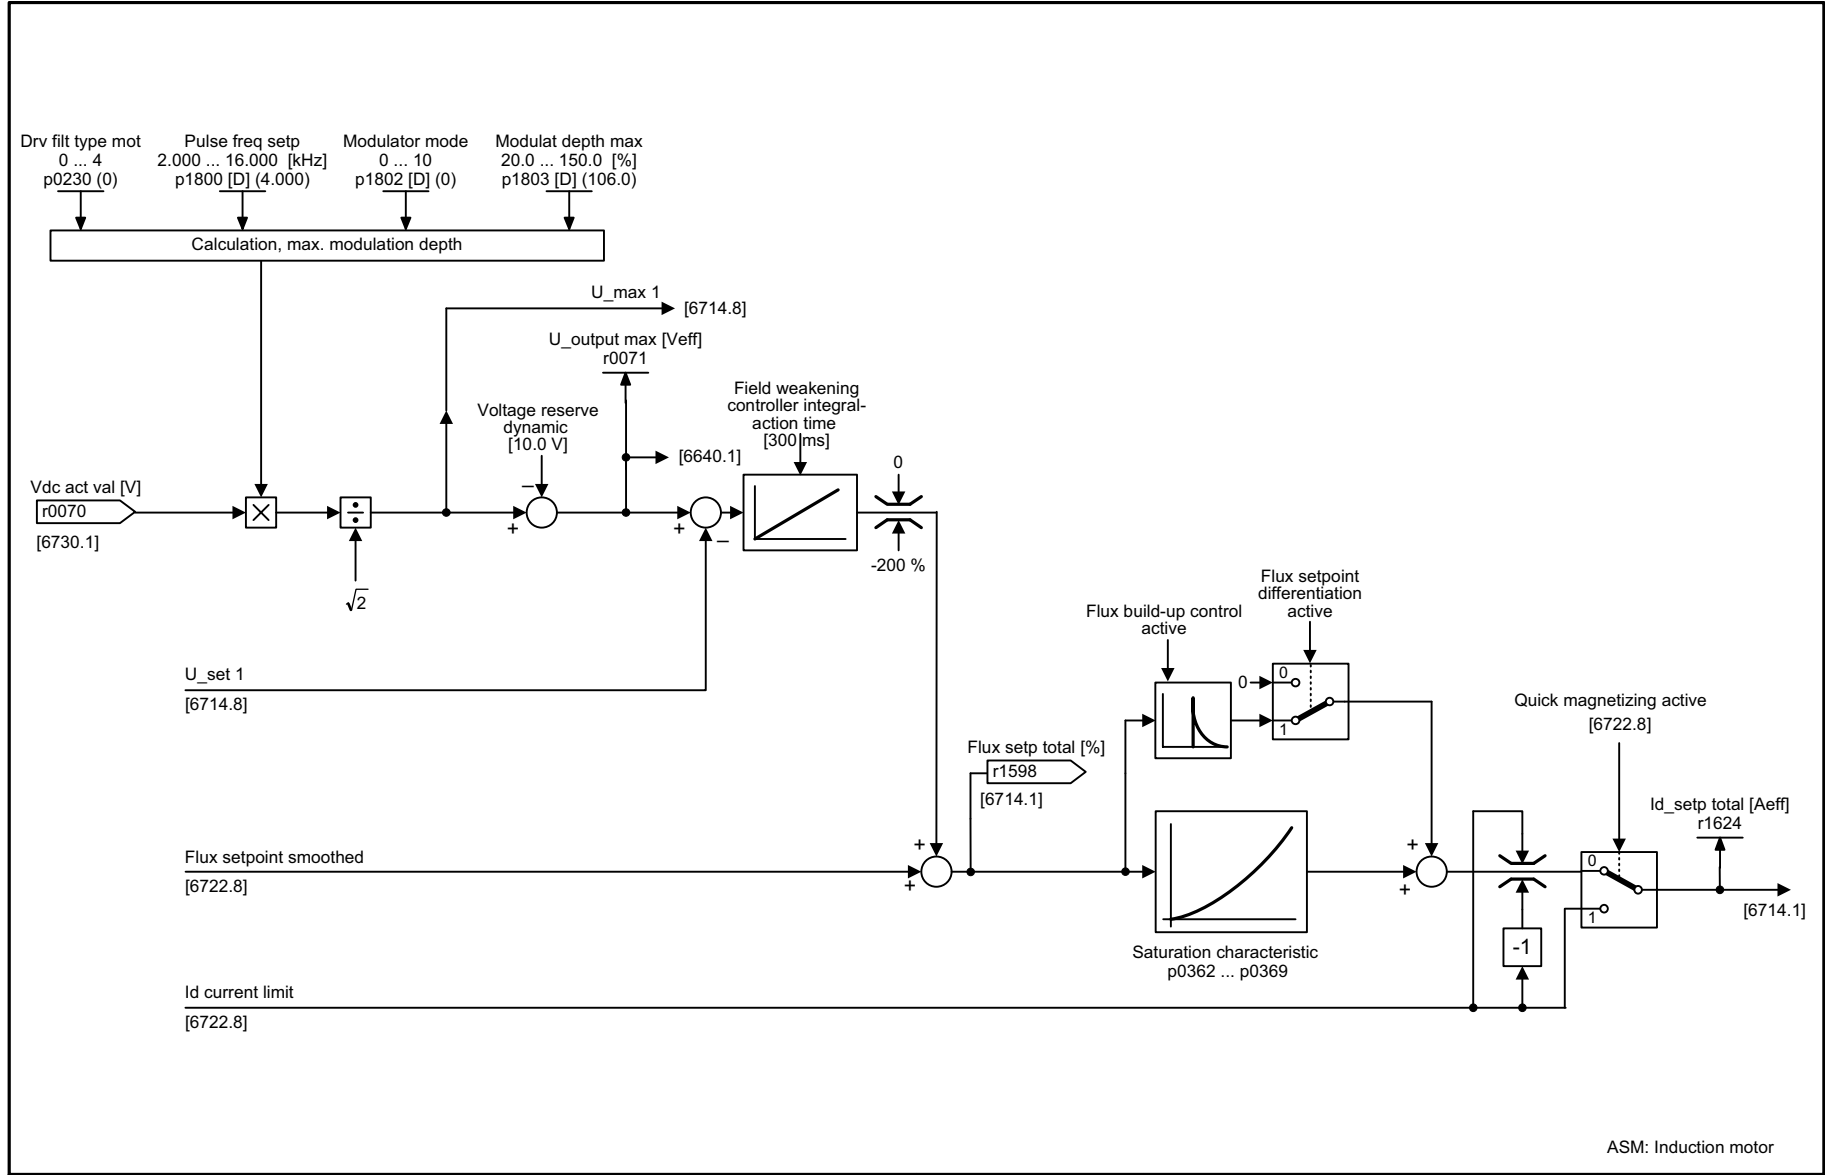 Drv filt type mot
0 ... 4
p0230 (0)
Pulse freq setp
2.000 ... 16.000 [kHz]
p1800 [D] (4.000)
Modulator mode
0 ... 10
p1802 [D] (0)
Modulat depth max
20.0 ... 150.0 [%]
p1803 [D] (106.0)
Calculation, max. modulation depth
U_max 1
[6714.8]
U_output max [Veff]
r0071
Voltage reserve
dynamic
[10.0 V]
–
+
[6640.1]
Field weakening
controller integral-
action time
[300 ms]
0
-200 %
Vdc act val [V]
r0070
[6730.1]
×
÷
√2
+
–
U_set 1
[6714.8]
Flux build-up control
active
Flux setpoint
differentiation
active
0
0
1
Quick magnetizing active
[6722.8]
Flux setp total [%]
r1598
[6714.1]
Id_setp total [Aeff]
r1624
Flux setpoint smoothed
[6722.8]
+
+
+
+
0
1
[6714.1]
-1
Saturation characteristic
p0362 ... p0369
Id current limit
[6722.8]
ASM: Induction motor